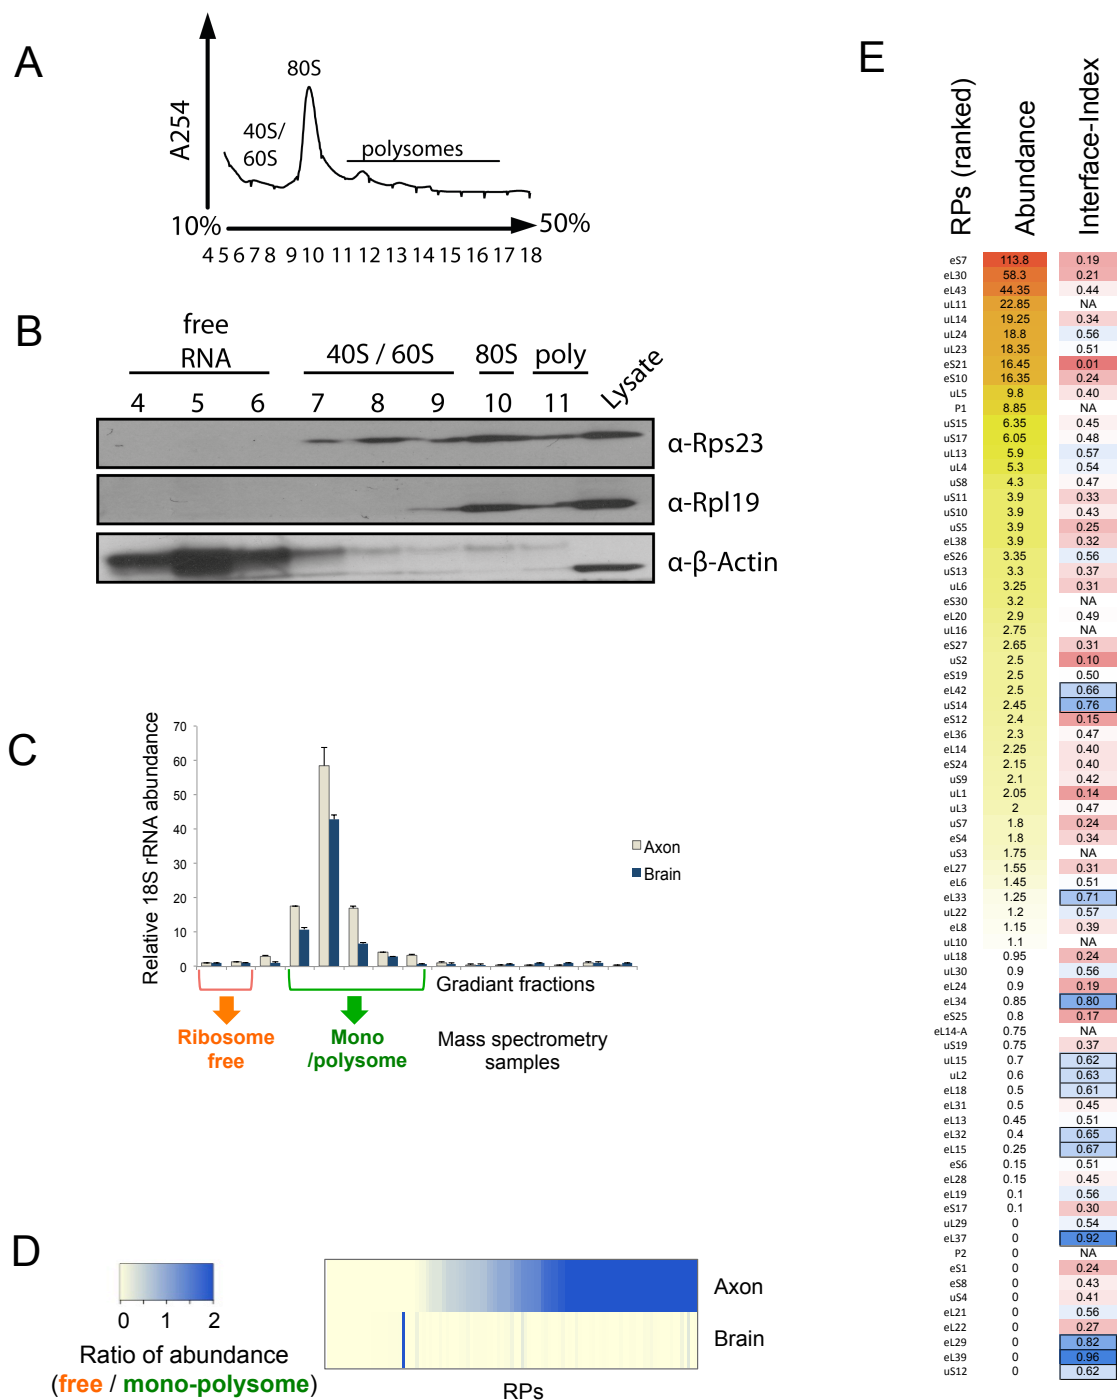 A
A254
80S
40S/
60S
polysomes
10%
50%
4 5 6 7 8 9 10 11 12 13 14 15 16 17 18
B
free
RNA
40S / 60S
80S
poly
Lysate
4 5 6 7 8 9 10 11
α-Rps23
α-Rpl19
α-β-Actin
C
Relative 18S rRNA abundance
70
60
50
40
30
20
10
0
Axon
Brain
Gradiant fractions
Ribosome
free
Mono
/polysome
Mass spectrometry
samples
D
0 1 2
Ratio of abundance
(free / mono-polysome)
Axon
Brain
RPs
E
RPs (ranked)
Abundance
Interface-Index
eS7 113.8 0.19
eL30 58.3 0.21
eL43 44.35 0.44
uL11 22.85 NA
uL14 19.25 0.34
uL24 18.8 0.56
uL23 18.35 0.51
eS21 16.45 0.01
eS10 16.35 0.24
uL5 9.8 0.40
P1 8.85 NA
uS15 6.35 0.45
uS17 6.05 0.48
uL13 5.9 0.57
uL4 5.3 0.54
uS8 4.3 0.47
uS11 3.9 0.33
uS10 3.9 0.43
uS5 3.9 0.25
eL38 3.9 0.32
eS26 3.35 0.56
uS13 3.3 0.37
uL6 3.25 0.31
eS30 3.2 NA
eL20 2.9 0.49
uL16 2.75 NA
eS27 2.65 0.31
uS2 2.5 0.10
eS19 2.5 0.50
eL42 2.5 0.66
uS14 2.45 0.76
eS12 2.4 0.15
eL36 2.3 0.47
eL14 2.25 0.40
eS24 2.15 0.40
uS9 2.1 0.42
uL1 2.05 0.14
uL3 2 0.47
uS7 1.8 0.24
eS4 1.8 0.34
uS3 1.75 NA
eL27 1.55 0.31
eL6 1.45 0.51
eL33 1.25 0.71
uL22 1.2 0.57
eL8 1.15 0.39
uL10 1.1 NA
uL18 0.95 0.24
uL30 0.9 0.56
eL24 0.9 0.19
eL34 0.85 0.80
eS25 0.8 0.17
eL14-A 0.75 NA
uS19 0.75 0.37
uL15 0.7 0.62
uL2 0.6 0.63
eL18 0.5 0.61
eL31 0.5 0.45
eL13 0.45 0.51
eL32 0.4 0.65
eL15 0.25 0.67
eS6 0.15 0.51
eL28 0.15 0.45
eL19 0.1 0.56
eS17 0.1 0.30
uL29 0 0.54
eL37 0 0.92
P2 0 NA
eS1 0 0.24
eS8 0 0.43
uS4 0 0.41
eL21 0 0.56
eL22 0 0.27
eL29 0 0.82
eL39 0 0.96
uS12 0 0.62